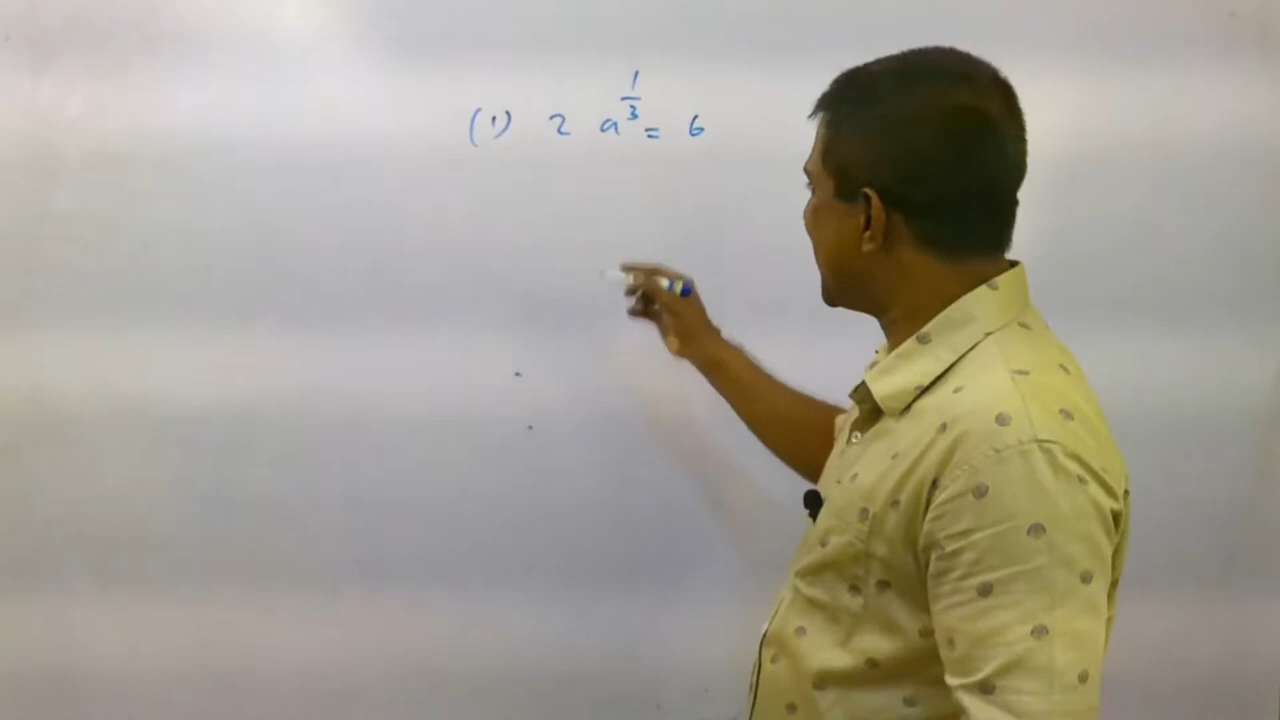 (1) 2 a^{1/3} = 6